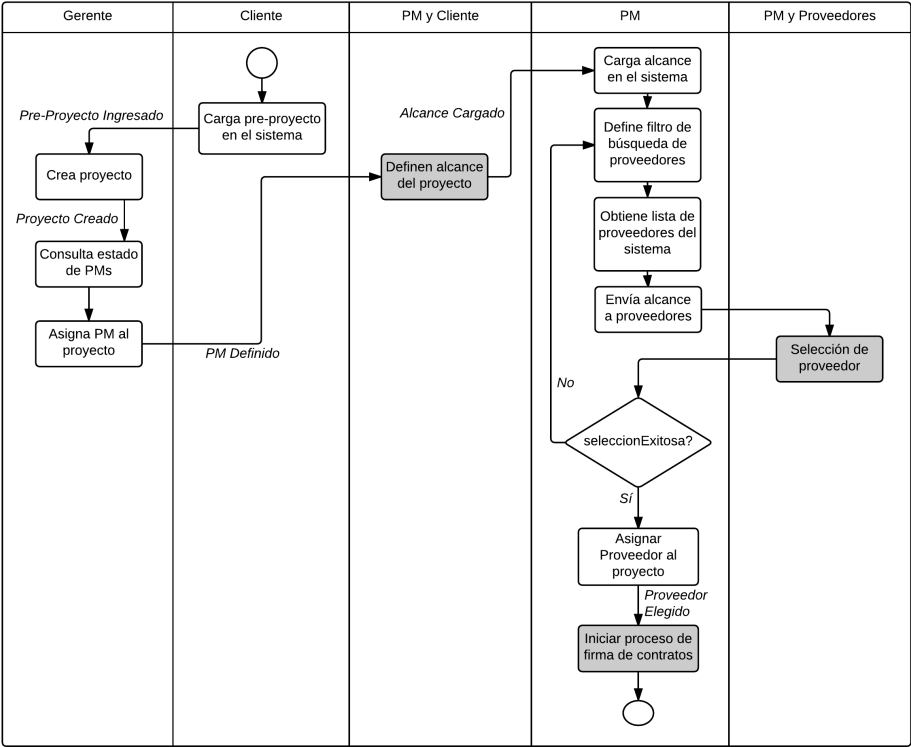 Gerente
Cliente
PM y Cliente
PM
PM y Proveedores
Carga pre-proyecto
en el sistema
Pre-Proyecto Ingresado
Crea proyecto
Proyecto Creado
Consulta estado
de PMs
Asigna PM al
proyecto
PM Definido
Definen alcance
del proyecto
Alcance Cargado
Carga alcance
en el sistema
Define filtro de
búsqueda de
proveedores
Obtiene lista de
proveedores del
sistema
Envía alcance
a proveedores
Selección de
proveedor
seleccionExitosa?
No
Sí
Asignar
Proveedor al
proyecto
Proveedor
Elegido
Iniciar proceso de
firma de contratos